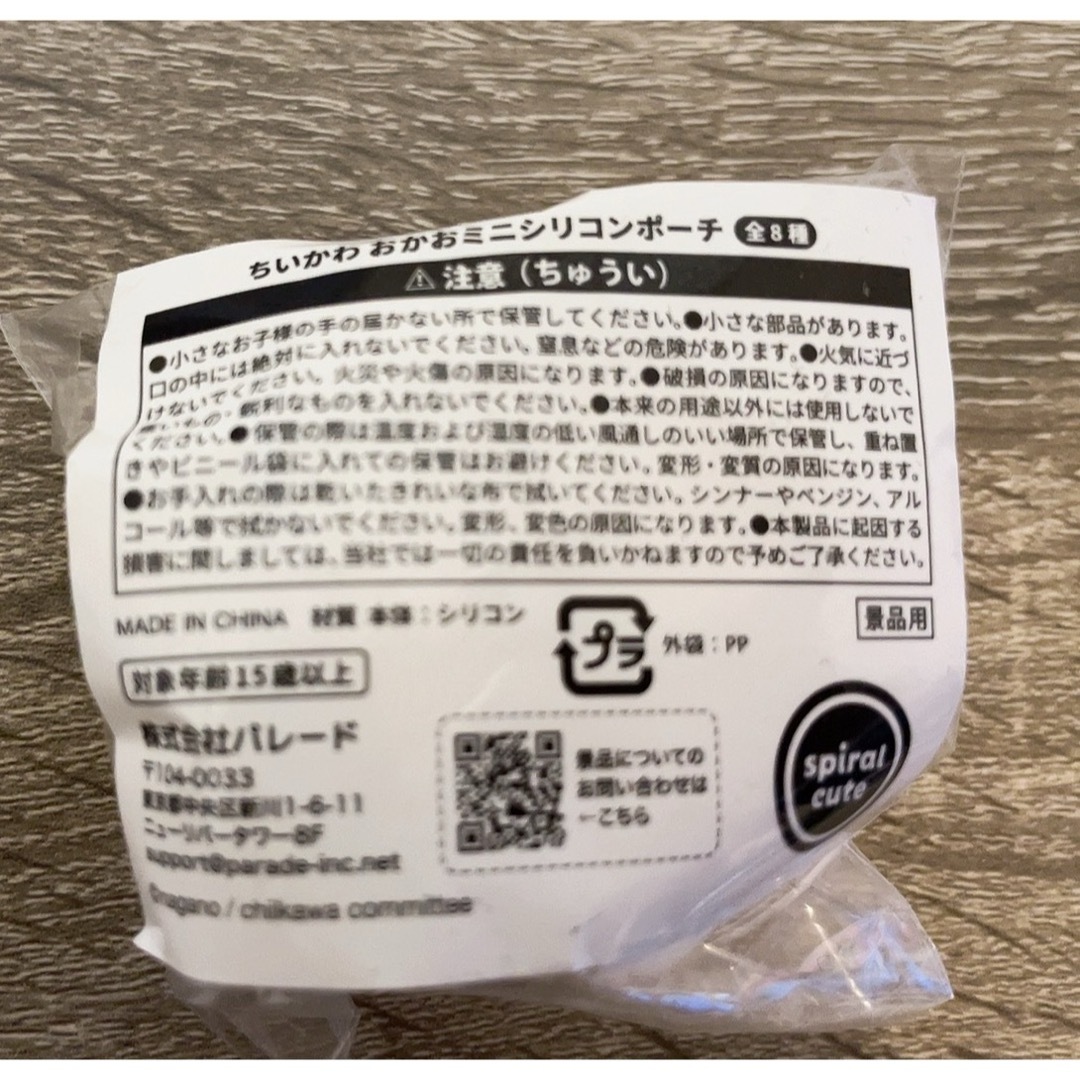 ちいかわ おかおミニシリコンポーチ 全8種
⚠ 注意（ちゅうい）
●小さなお子様の手の届かない所で保管してください。●小さな部品があります。
口の中には絶対に入れないでください。窒息などの危険があります。●火気に近づ
けないでください。火災や火傷の原因になります。●破損の原因になりますので、
重いもの・鋭利なものを入れないでください。●本来の用途以外には使用しないで
ください。●保管の際は温度および湿度の低い風通しのいい場所で保管し、重ね置
きやビニール袋に入れての保管はお避けください。変形・変質の原因になります。
●お手入れの際は乾いたきれいな布で拭いてください。シンナーやベンジン、アル
コール等で拭かないでください。変形、変色の原因になります。●本製品に起因する
損害に関しましては、当社では一切の責任を負いかねますので予めご了承ください。
MADE IN CHINA 材質 本体：シリコン
プラ 外袋：PP
景品用
対象年齢15歳以上
株式会社パレード
〒104-0033
東京都中央区新川1-6-11
ニューリバータワー8F
support@parade-inc.net
景品についての
お問い合わせは
←こちら
spiral
cute
©nagano / chiikawa committee